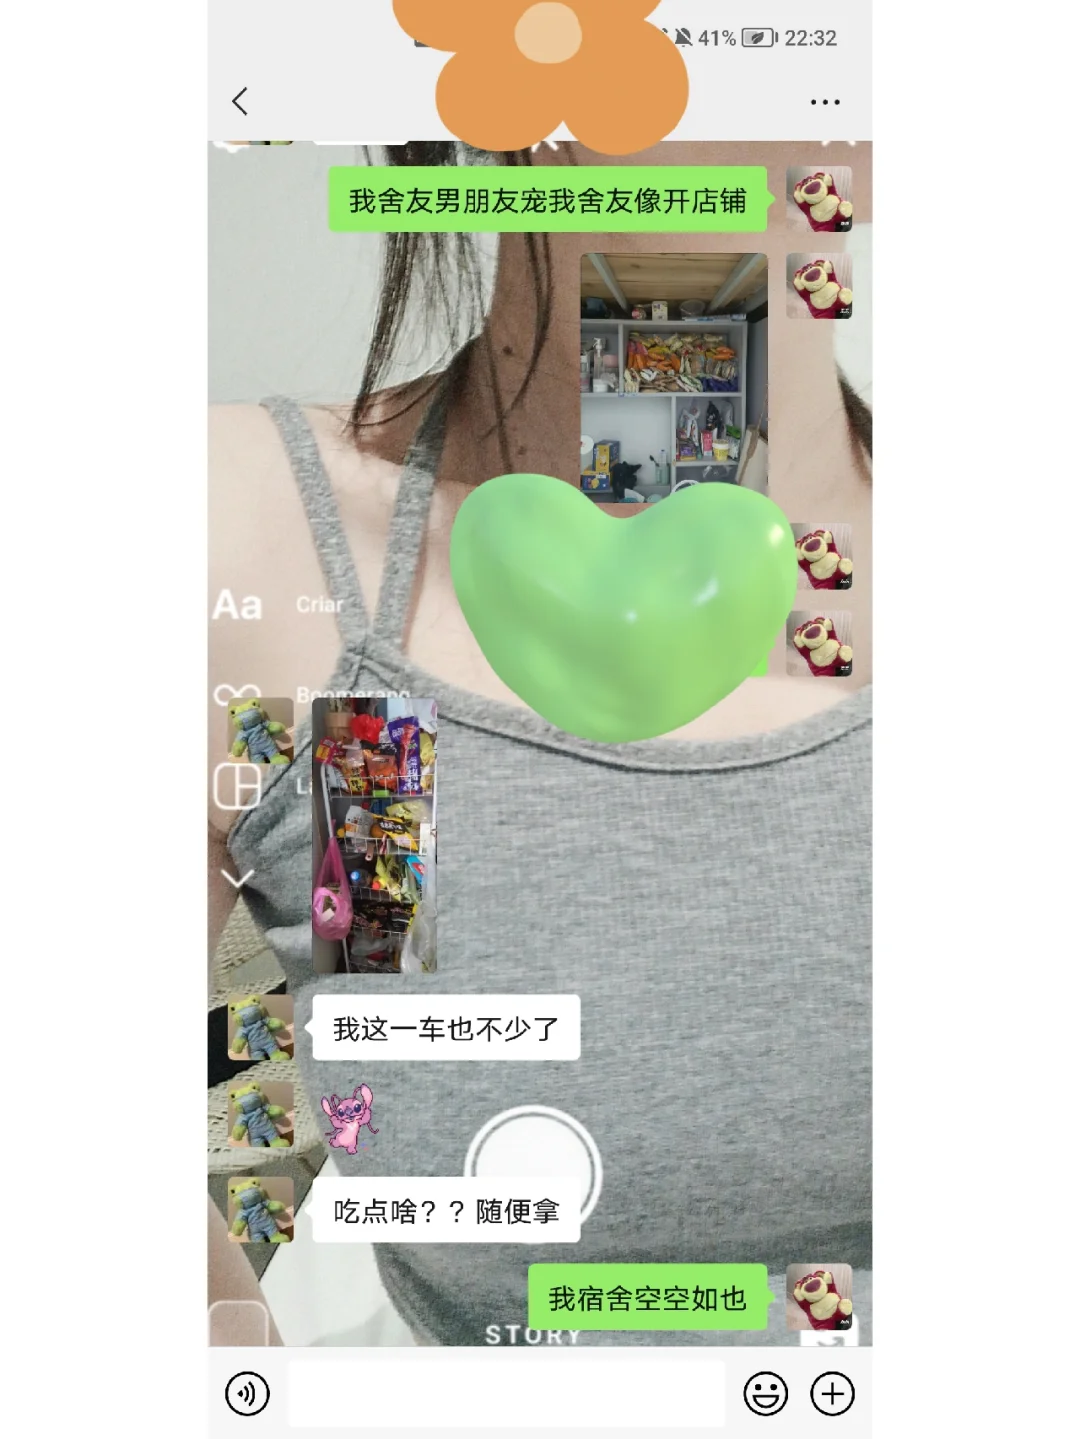 41% 22:32
我舍友男朋友宠我舍友像开店铺
Aa Criar
Boomerang
我这一车也不少了
吃点啥？？随便拿
我宿舍空空如也
STORY